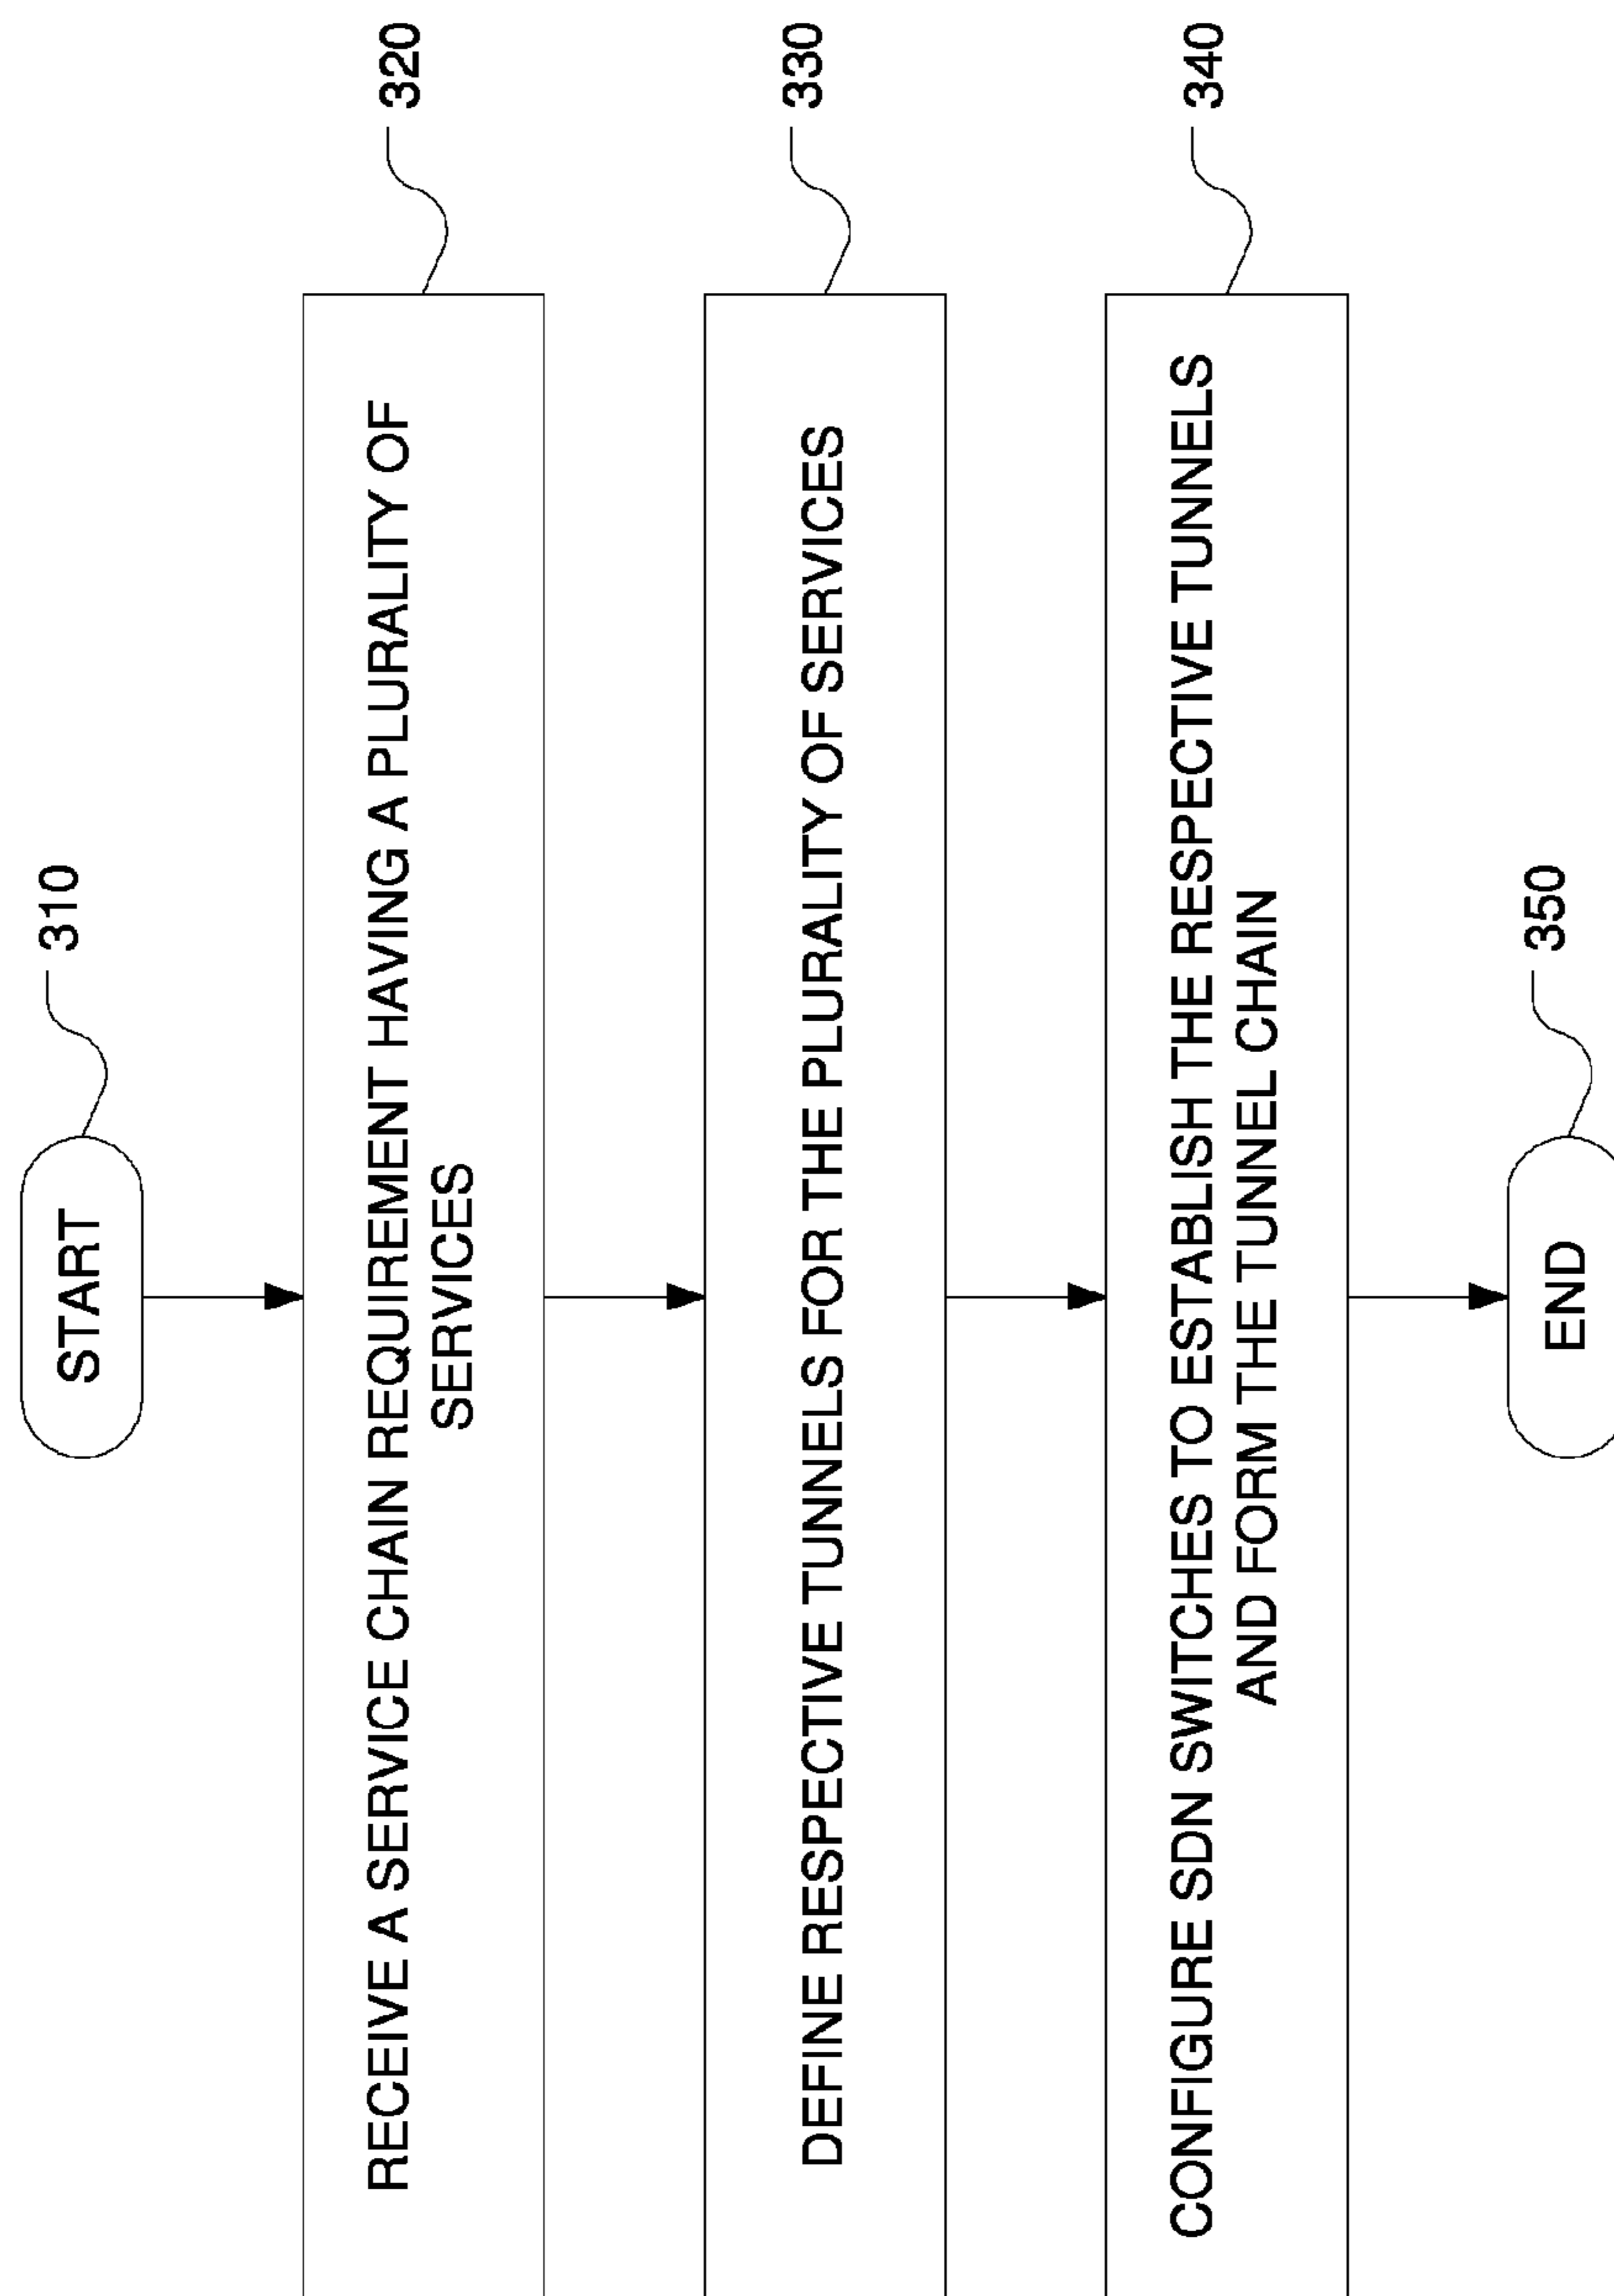 START
310
RECEIVE A SERVICE CHAIN REQUIREMENT HAVING A PLURALITY OF
SERVICES
320
DEFINE RESPECTIVE TUNNELS FOR THE PLURALITY OF SERVICES
330
CONFIGURE SDN SWITCHES TO ESTABLISH THE RESPECTIVE TUNNELS
AND FORM THE TUNNEL CHAIN
340
END
350